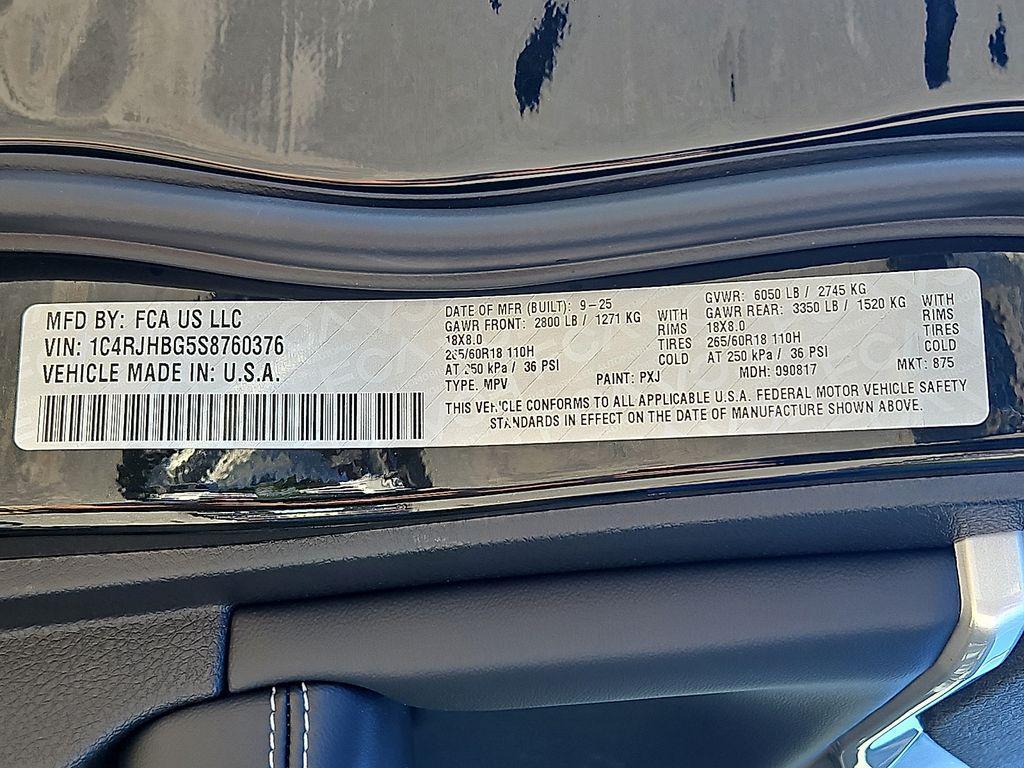 MFD BY: FCA US LLC
VIN: 1C4RJHBG5S8760376
VEHICLE MADE IN: U.S.A.
DATE OF MFR (BUILT): 9-25
GAWR FRONT: 2800 LB / 1271 KG WITH
18X8.0 RIMS
265/60R18 110H TIRES
AT 250 kPa / 36 PSI COLD
TYPE: MPV PAINT: PXJ
GVWR: 6050 LB / 2745 KG
GAWR REAR: 3350 LB / 1520 KG WITH
18X8.0 RIMS
265/60R18 110H TIRES
AT 250 kPa / 36 PSI COLD
MDH: 090817 MKT: 875
THIS VEHICLE CONFORMS TO ALL APPLICABLE U.S.A. FEDERAL MOTOR VEHICLE SAFETY
STANDARDS IN EFFECT ON THE DATE OF MANUFACTURE SHOWN ABOVE.